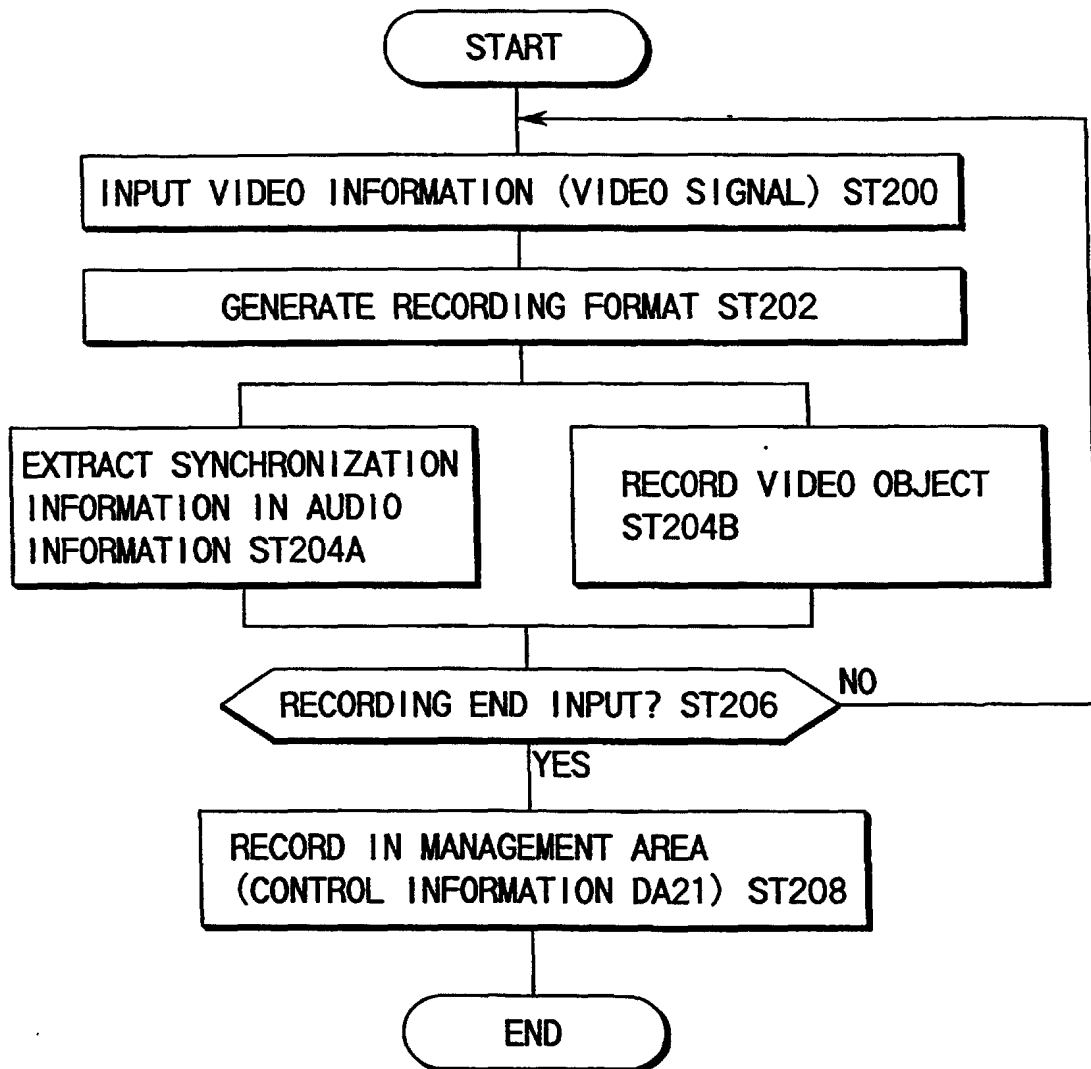 START
INPUT VIDEO INFORMATION (VIDEO SIGNAL) ST200
GENERATE RECORDING FORMAT ST202
EXTRACT SYNCHRONIZATION
INFORMATION IN AUDIO
INFORMATION ST204A
RECORD VIDEO OBJECT
ST204B
RECORDING END INPUT? ST206
NO
YES
RECORD IN MANAGEMENT AREA
(CONTROL INFORMATION DA21) ST208
END